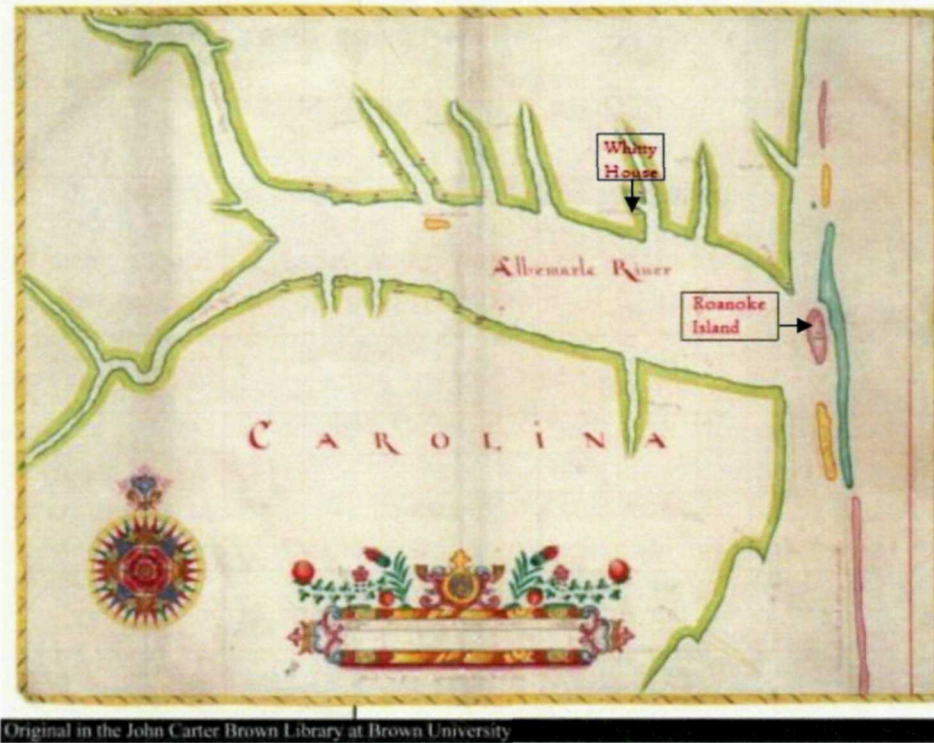 Whitty
House
Albemarle River
Roanoke
Island
CAROLINA
Original in the John Carter Brown Library at Brown University